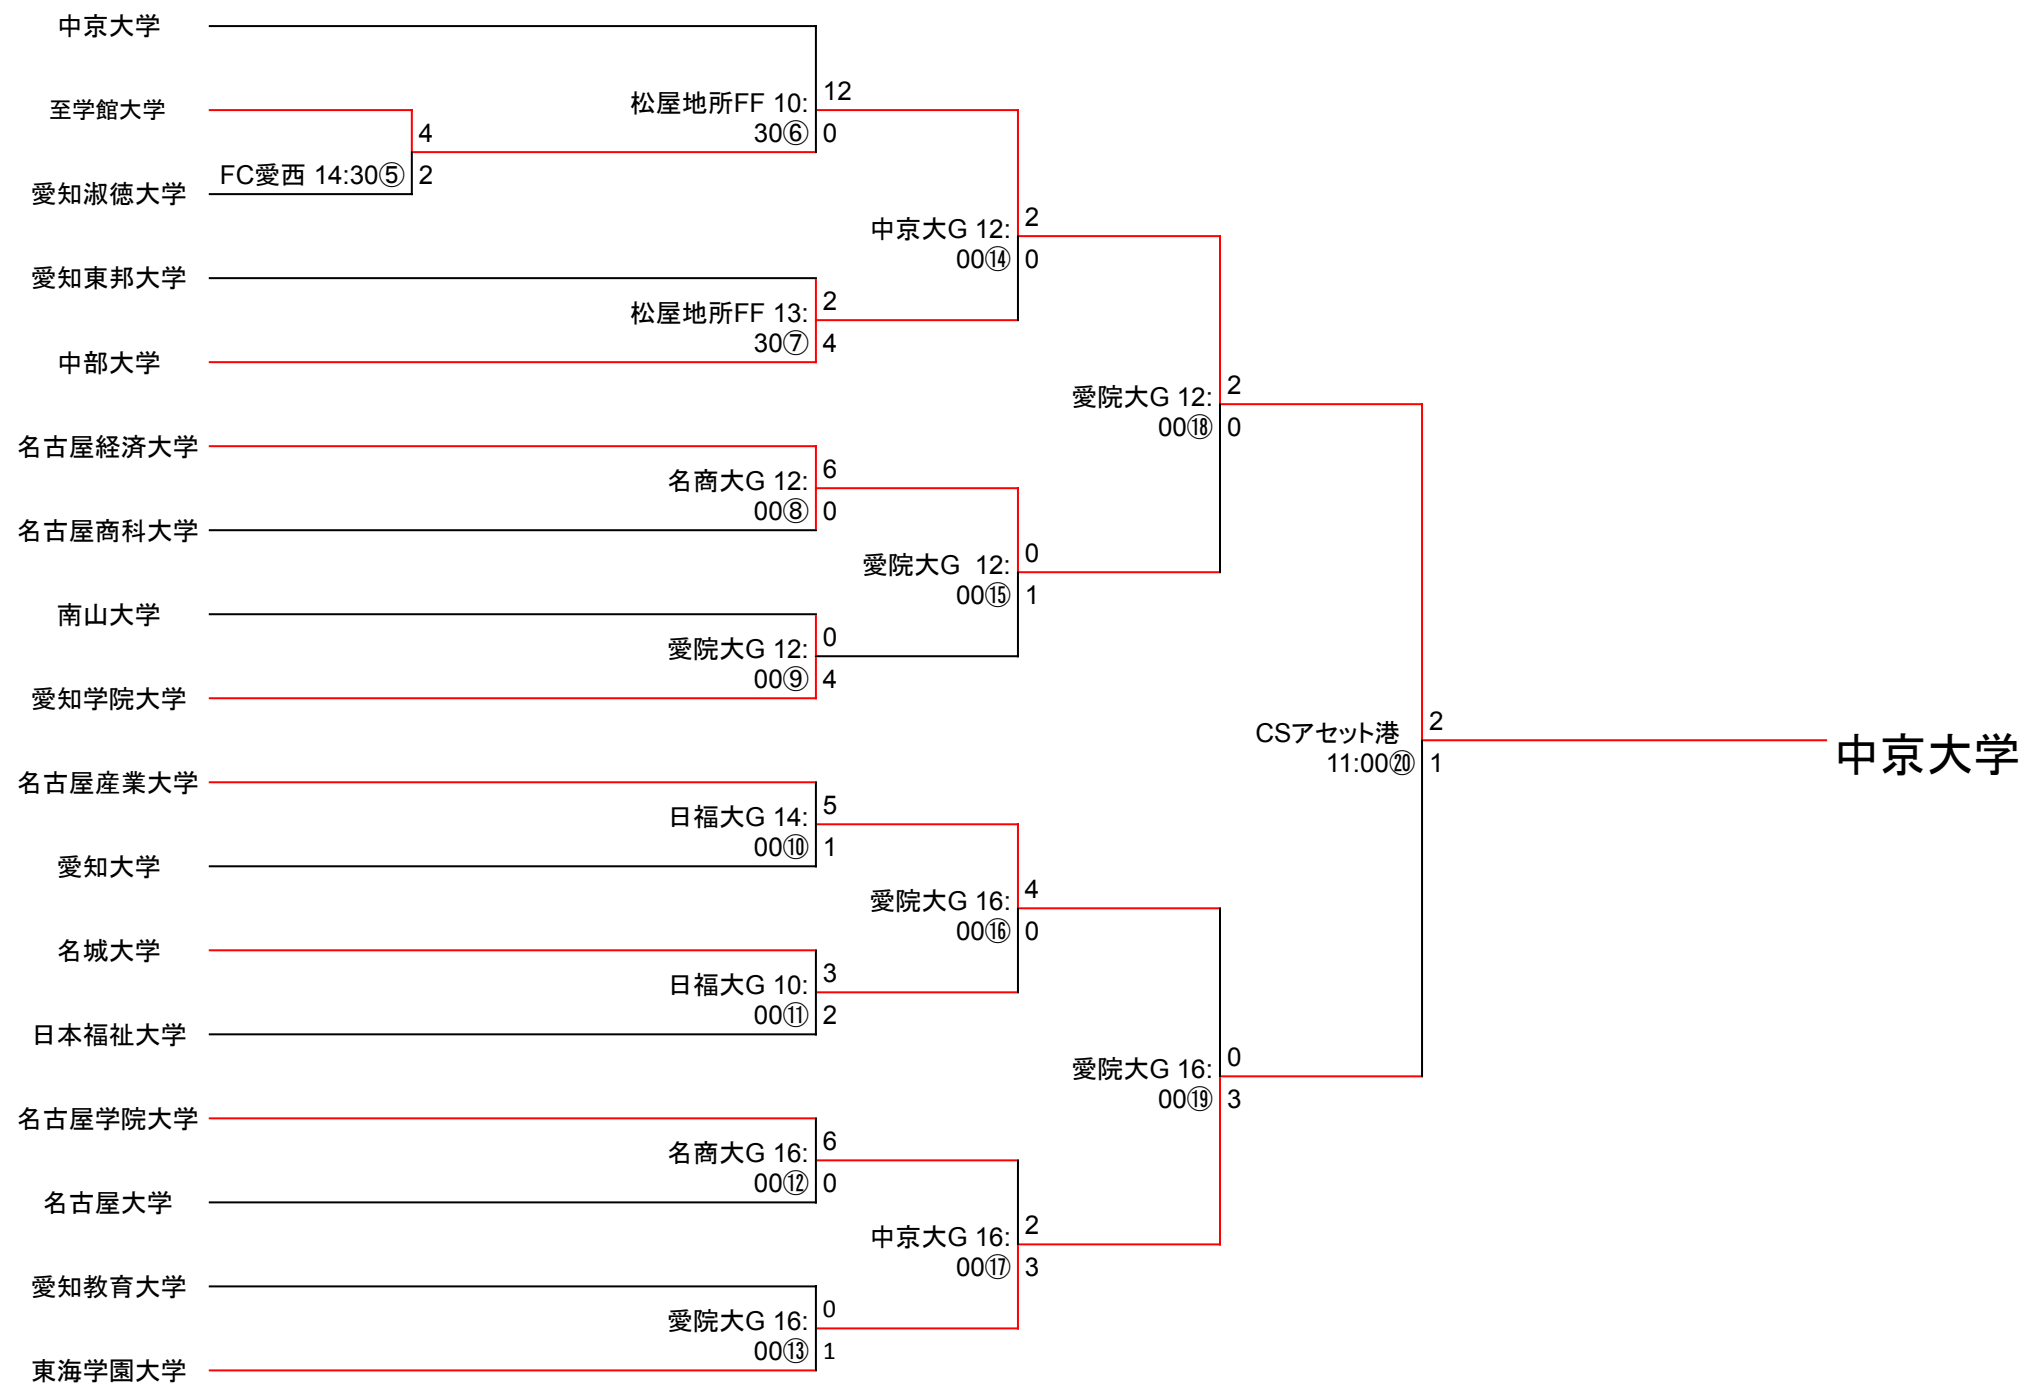 中京大学
至学館大学
愛知淑徳大学
愛知東邦大学
中部大学
名古屋経済大学
名古屋商科大学
南山大学
愛知学院大学
名古屋産業大学
愛知大学
名城大学
日本福祉大学
名古屋学院大学
名古屋大学
愛知教育大学
東海学園大学
4
FC愛西 14:30⑤
2
松屋地所FF 10:
30⑥
12
0
松屋地所FF 13:
30⑦
2
4
名商大G 12:
00⑧
6
0
愛院大G 12:
00⑨
0
4
日福大G 14:
00⑩
5
1
日福大G 10:
00⑪
3
2
名商大G 16:
00⑫
6
0
愛院大G 16:
00⑬
0
1
中京大G 12:
00⑭
2
0
愛院大G  12:
00⑮
0
1
愛院大G 16:
00⑯
4
0
中京大G 16:
00⑰
2
3
愛院大G 12:
00⑱
2
0
愛院大G 16:
00⑲
0
3
CSアセット港
11:00⑳
2
1
中京大学